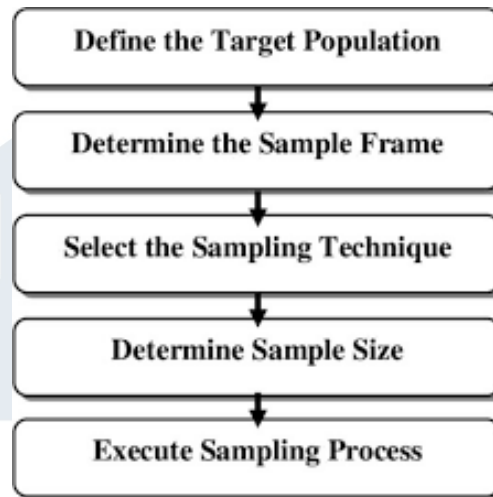 Define the Target Population
Determine the Sample Frame
Select the Sampling Technique
Determine Sample Size
Execute Sampling Process